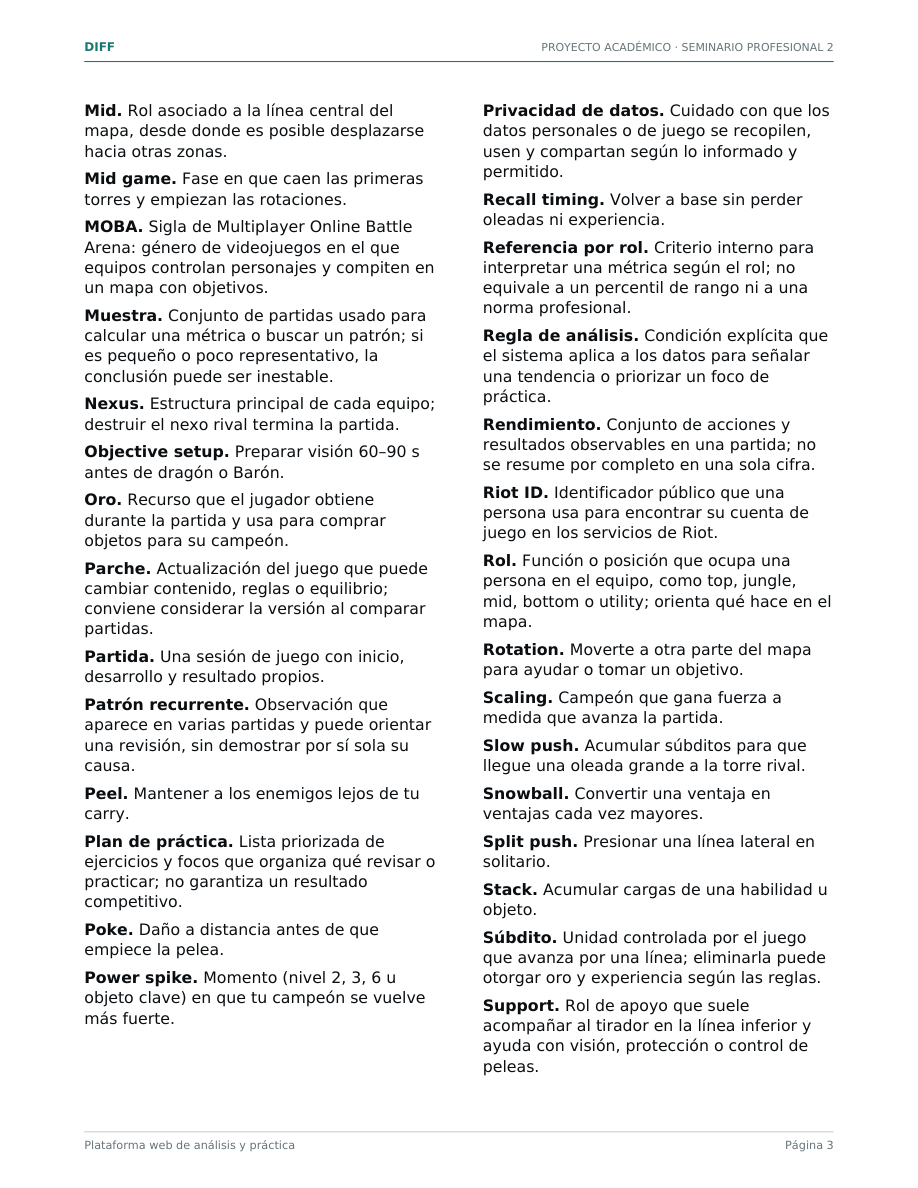 DIFF
PROYECTO ACADÉMICO · SEMINARIO PROFESIONAL 2
Mid. Rol asociado a la línea central del
mapa, desde donde es posible desplazarse
hacia otras zonas.
Mid game. Fase en que caen las primeras
torres y empiezan las rotaciones.
MOBA. Sigla de Multiplayer Online Battle
Arena: género de videojuegos en el que
equipos controlan personajes y compiten en
un mapa con objetivos.
Muestra. Conjunto de partidas usado para
calcular una métrica o buscar un patrón; si
es pequeño o poco representativo, la
conclusión puede ser inestable.
Nexus. Estructura principal de cada equipo;
destruir el nexo rival termina la partida.
Objective setup. Preparar visión 60–90 s
antes de dragón o Barón.
Oro. Recurso que el jugador obtiene
durante la partida y usa para comprar
objetos para su campeón.
Parche. Actualización del juego que puede
cambiar contenido, reglas o equilibrio;
conviene considerar la versión al comparar
partidas.
Partida. Una sesión de juego con inicio,
desarrollo y resultado propios.
Patrón recurrente. Observación que
aparece en varias partidas y puede orientar
una revisión, sin demostrar por sí sola su
causa.
Peel. Mantener a los enemigos lejos de tu
carry.
Plan de práctica. Lista priorizada de
ejercicios y focos que organiza qué revisar o
practicar; no garantiza un resultado
competitivo.
Poke. Daño a distancia antes de que
empiece la pelea.
Power spike. Momento (nivel 2, 3, 6 u
objeto clave) en que tu campeón se vuelve
más fuerte.
Privacidad de datos. Cuidado con que los
datos personales o de juego se recopilen,
usen y compartan según lo informado y
permitido.
Recall timing. Volver a base sin perder
oleadas ni experiencia.
Referencia por rol. Criterio interno para
interpretar una métrica según el rol; no
equivale a un percentil de rango ni a una
norma profesional.
Regla de análisis. Condición explícita que
el sistema aplica a los datos para señalar
una tendencia o priorizar un foco de
práctica.
Rendimiento. Conjunto de acciones y
resultados observables en una partida; no
se resume por completo en una sola cifra.
Riot ID. Identificador público que una
persona usa para encontrar su cuenta de
juego en los servicios de Riot.
Rol. Función o posición que ocupa una
persona en el equipo, como top, jungle,
mid, bottom o utility; orienta qué hace en el
mapa.
Rotation. Moverte a otra parte del mapa
para ayudar o tomar un objetivo.
Scaling. Campeón que gana fuerza a
medida que avanza la partida.
Slow push. Acumular súbditos para que
llegue una oleada grande a la torre rival.
Snowball. Convertir una ventaja en
ventajas cada vez mayores.
Split push. Presionar una línea lateral en
solitario.
Stack. Acumular cargas de una habilidad u
objeto.
Súbdito. Unidad controlada por el juego
que avanza por una línea; eliminarla puede
otorgar oro y experiencia según las reglas.
Support. Rol de apoyo que suele
acompañar al tirador en la línea inferior y
ayuda con visión, protección o control de
peleas.
Plataforma web de análisis y práctica
Página 3